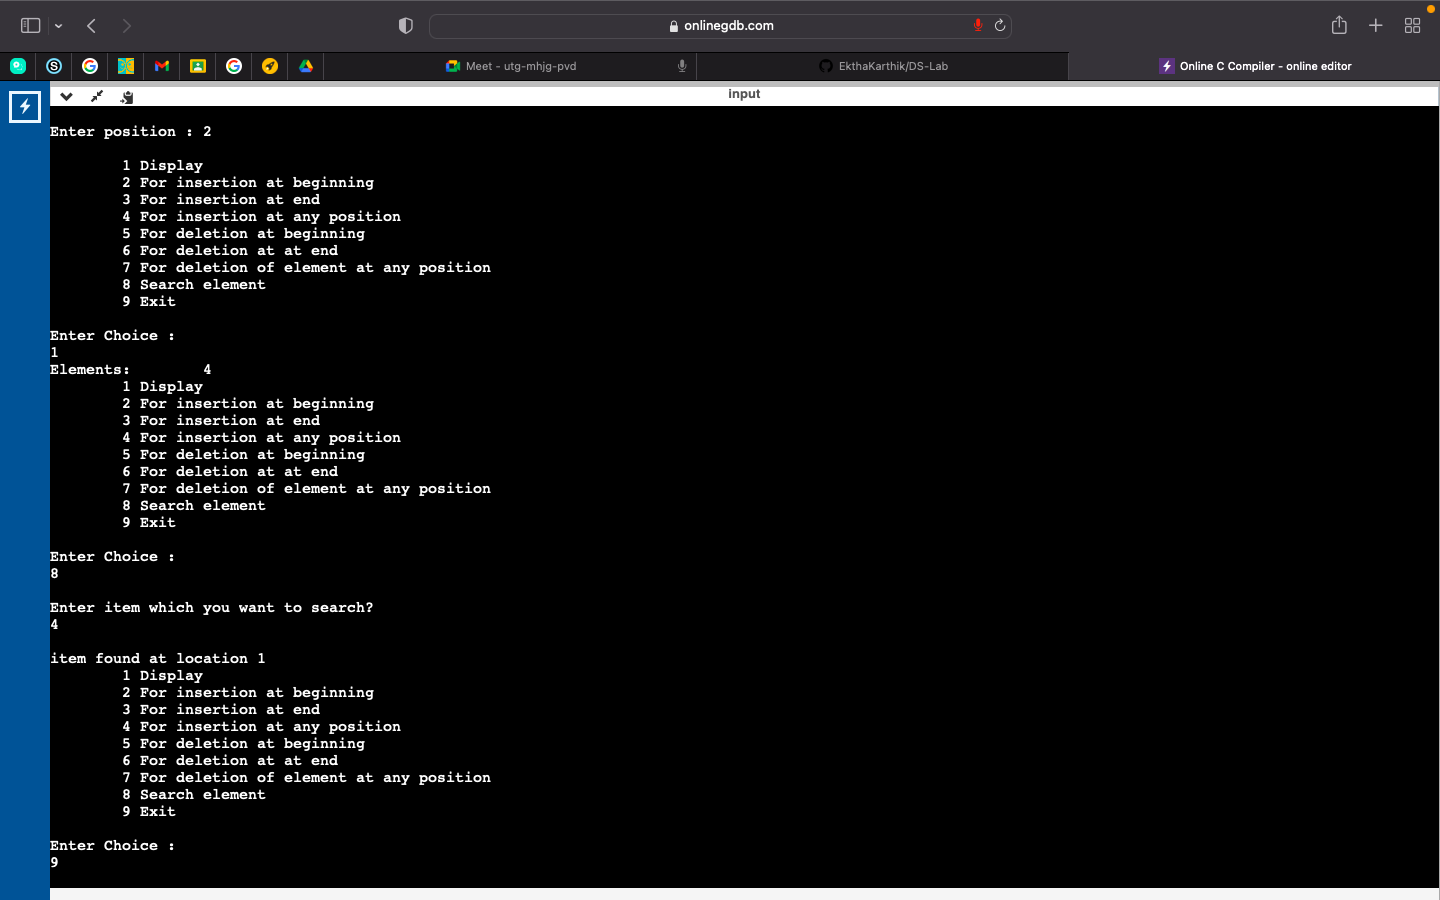 onlinegdb.com
Meet - utg-mhjg-pvd
EkthaKarthik/DS-Lab
Online C Compiler - online editor
input
Enter position : 2
1 Display
2 For insertion at beginning
3 For insertion at end
4 For insertion at any position
5 For deletion at beginning
6 For deletion at at end
7 For deletion of element at any position
8 Search element
9 Exit
Enter Choice :
1
Elements: 4
1 Display
2 For insertion at beginning
3 For insertion at end
4 For insertion at any position
5 For deletion at beginning
6 For deletion at at end
7 For deletion of element at any position
8 Search element
9 Exit
Enter Choice :
8
Enter item which you want to search?
4
item found at location 1
1 Display
2 For insertion at beginning
3 For insertion at end
4 For insertion at any position
5 For deletion at beginning
6 For deletion at at end
7 For deletion of element at any position
8 Search element
9 Exit
Enter Choice :
9